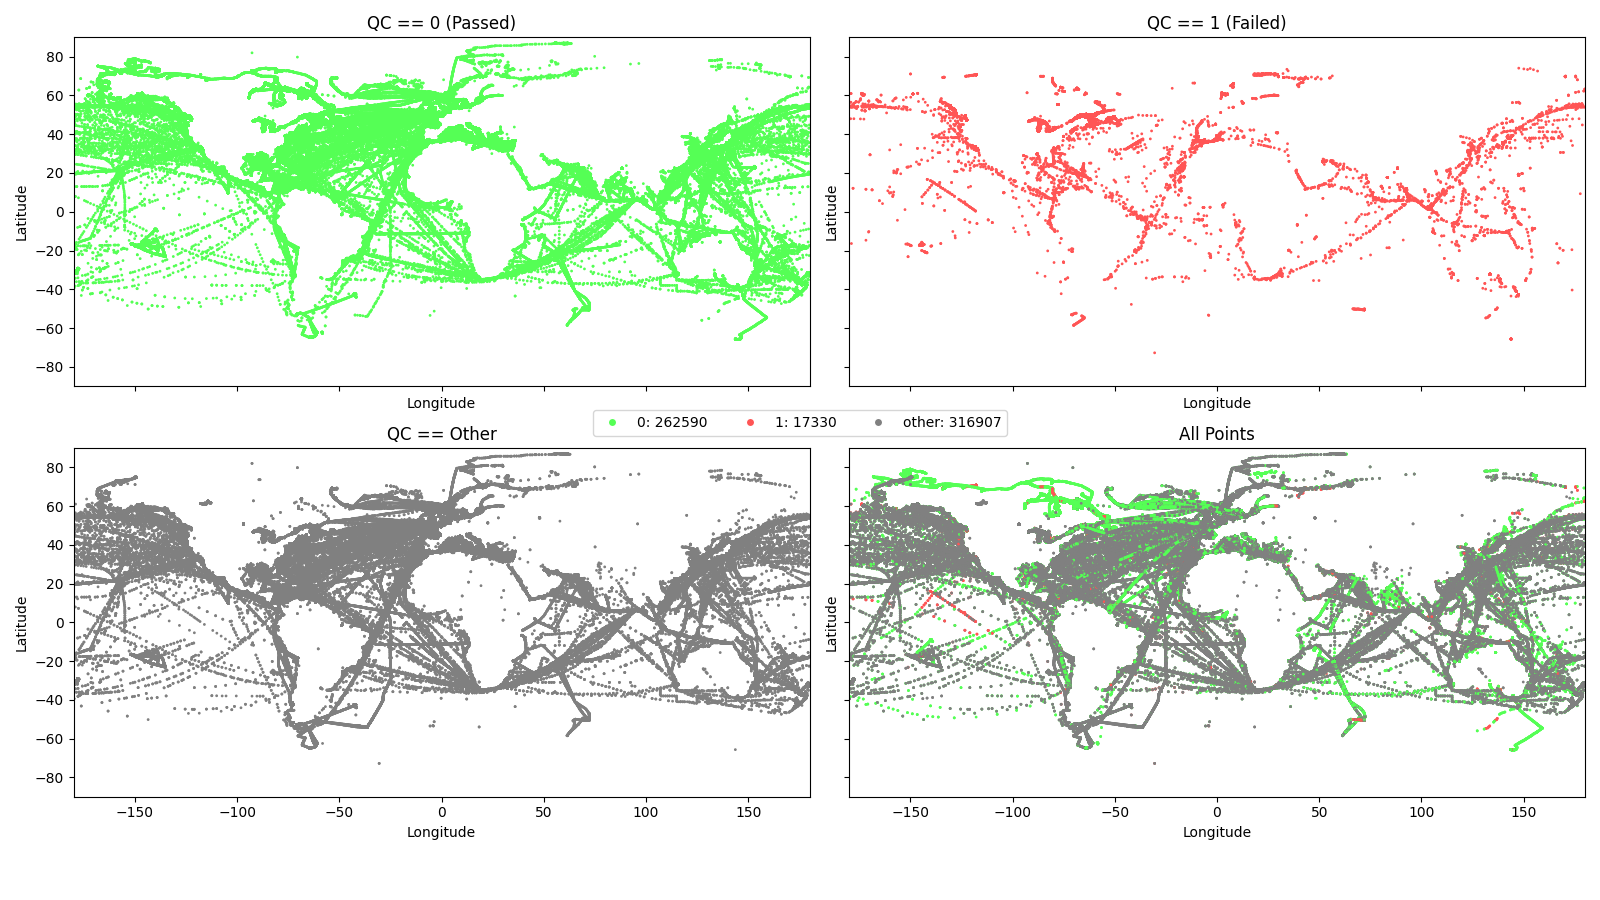 QC == 0 (Passed)
QC == 1 (Failed)
80
60
40
20
0
−20
−40
−60
−80
Latitude
Latitude
Longitude
Longitude
0: 262590
1: 17330
other: 316907
QC == Other
All Points
80
60
40
20
0
−20
−40
−60
−80
Latitude
Latitude
−150
−100
−50
0
50
100
150
−150
−100
−50
0
50
100
150
Longitude
Longitude